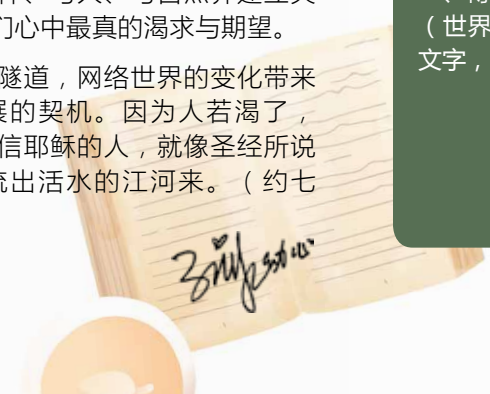 们心中最真的渴求与期望。
隧道，网络世界的变化带来
展的契机。因为人若渴了，
信耶稣的人，就像圣经所说
流出活水的江河来。（约七
（世界
文字，